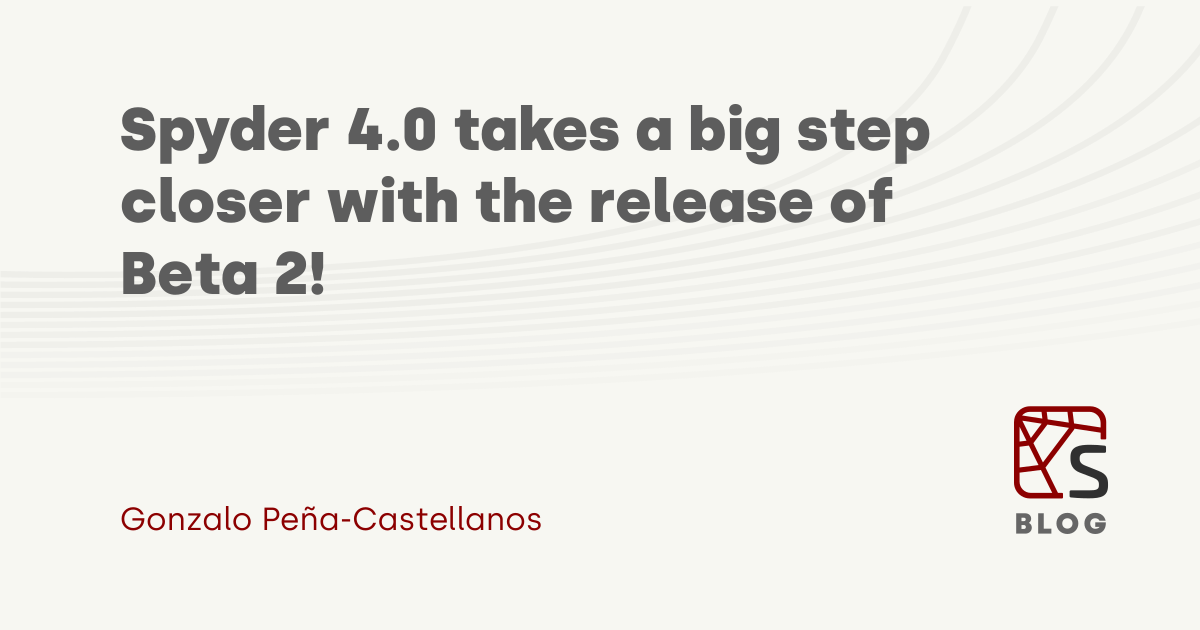 Spyder 4.0 takes a big step
closer with the release of
Beta 2!
Gonzalo Peña-Castellanos
S
BLOG